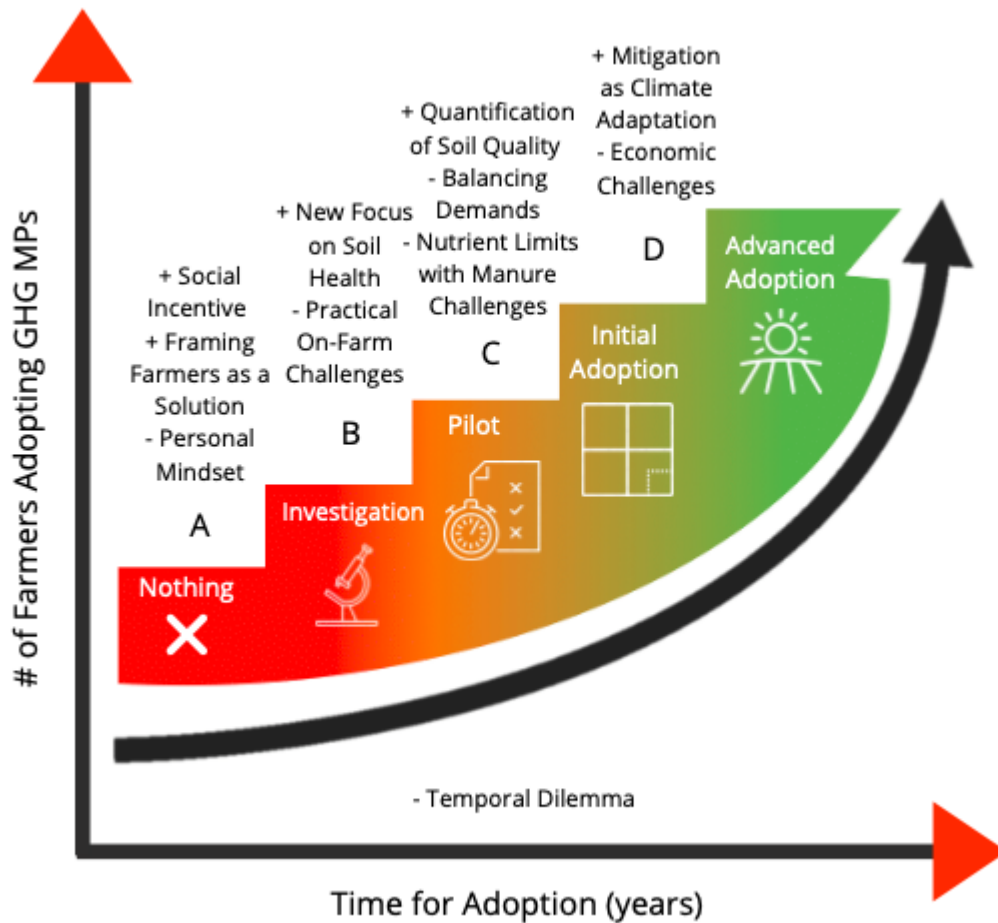 # of Farmers Adopting GHG MPs
+ Social
Incentive
+ Framing
Farmers as a
Solution
- Personal
Mindset
A
Nothing
+ New Focus
on Soil
Health
- Practical
On-Farm
Challenges
B
Investigation
+ Quantification
of Soil Quality
- Balancing
Demands
- Nutrient Limits
with Manure
Challenges
C
Pilot
+ Mitigation
as Climate
Adaptation
- Economic
Challenges
D
Initial
Adoption
Advanced
Adoption
- Temporal Dilemma
Time for Adoption (years)